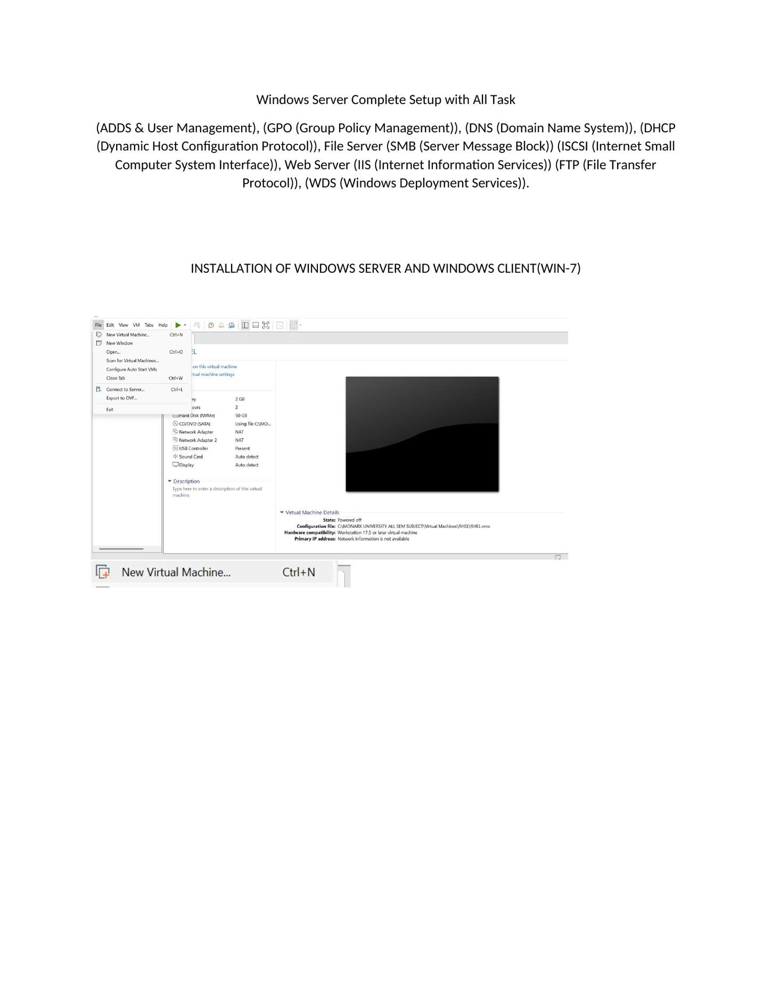 Windows Server Complete Setup with All Task
(ADDS & User Management), (GPO (Group Policy Management)), (DNS (Domain Name System)), (DHCP
(Dynamic Host Configuration Protocol)), File Server (SMB (Server Message Block)) (ISCSI (Internet Small
Computer System Interface)), Web Server (IIS (Internet Information Services)) (FTP (File Transfer
Protocol)), (WDS (Windows Deployment Services)).
INSTALLATION OF WINDOWS SERVER AND WINDOWS CLIENT(WIN-7)
File Edit View VM Tabs Help
New Virtual Machine... Ctrl+N
New Window
Open... Ctrl+O
Scan for Virtual Machines...
Configure Auto Start VMs
Close Tab Ctrl+W
Connect to Server... Ctrl+L
Export to OVF...
Exit
EL
on this virtual machine
rtual machine settings
ry 2 GB
sors 2
Hard Disk (NVMe) 50 GB
CD/DVD (SATA) Using file C:\MO...
Network Adapter NAT
Network Adapter 2 NAT
USB Controller Present
Sound Card Auto detect
Display Auto detect
Description
Type here to enter a description of this virtual
machine.
Virtual Machine Details
State: Powered off
Configuration file: C:\MONARK UNIVERSITY ALL SEM SUBJECT\Virtual Machines\RHEL\RHEL.vmx
Hardware compatibility: Workstation 17.5 or later virtual machine
Primary IP address: Network information is not available
New Virtual Machine... Ctrl+N